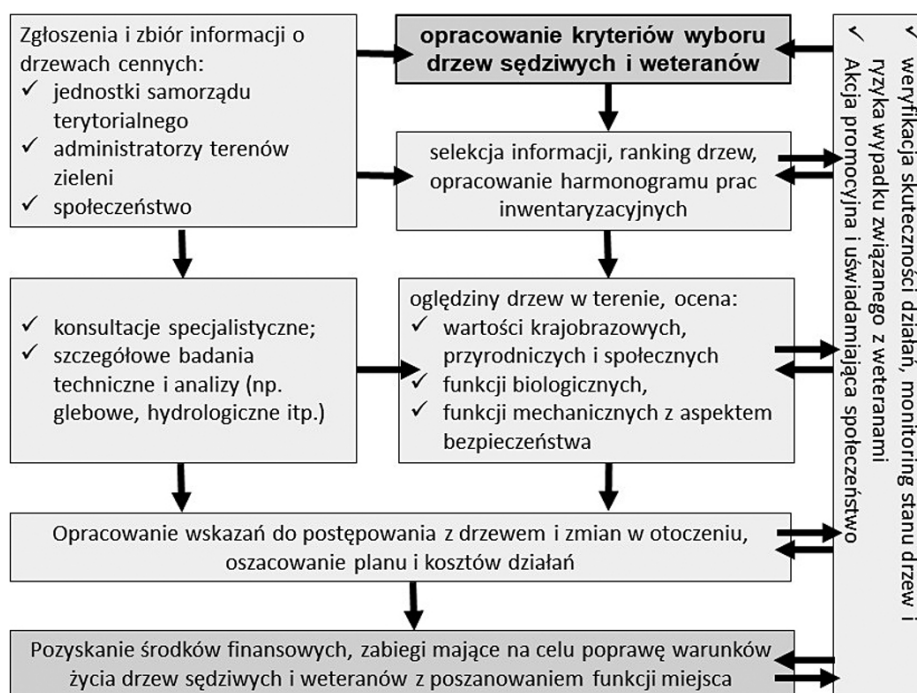 Zgłoszenia i zbiór informacji o
drzewach cennych:
✓ jednostki samorządu
terytorialnego
✓ administratorzy terenów
zieleni
✓ społeczeństwo
opracowanie kryteriów wyboru
drzew sędziwych i weteranów
selekcja informacji, ranking drzew,
opracowanie harmonogramu prac
inwentaryzacyjnych
✓ konsultacje specjalistyczne;
✓ szczegółowe badania
techniczne i analizy (np.
glebowe, hydrologiczne itp.)
oględziny drzew w terenie, ocena:
✓ wartości krajobrazowych,
przyrodniczych i społecznych
✓ funkcji biologicznych,
✓ funkcji mechanicznych z aspektem
bezpieczeństwa
Opracowanie wskazań do postępowania z drzewem i zmian w otoczeniu,
oszacowanie planu i kosztów działań
Pozyskanie środków finansowych, zabiegi mające na celu poprawę warunków
życia drzew sędziwych i weteranów z poszanowaniem funkcji miejsca
✓ weryfikacja skuteczności działań, monitoring stanu drzew i
ryzyka wypadku związanego z weteranami
✓ Akcja promocyjna i uświadamiająca społeczeństwo